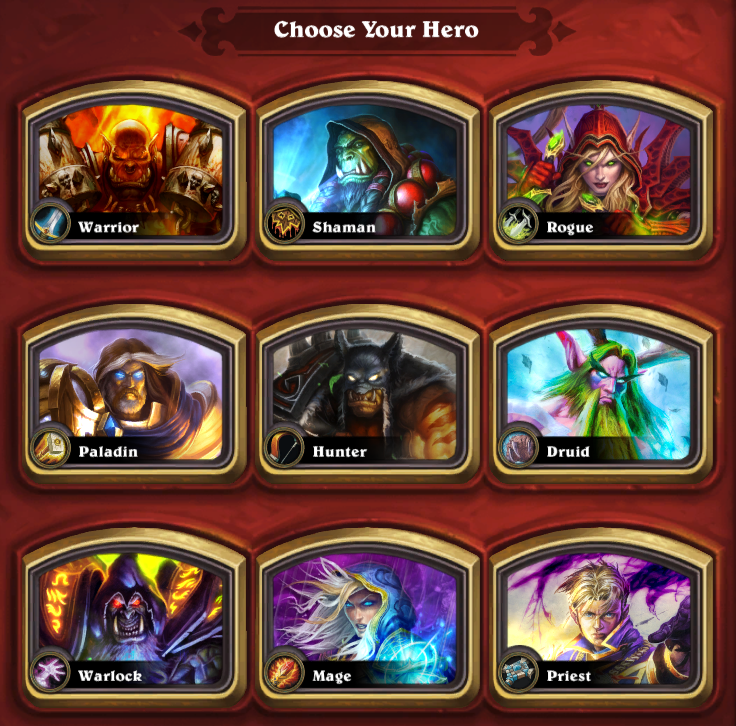 Choose Your Hero
Warrior
Shaman
Rogue
Paladin
Hunter
Druid
Warlock
Mage
Priest